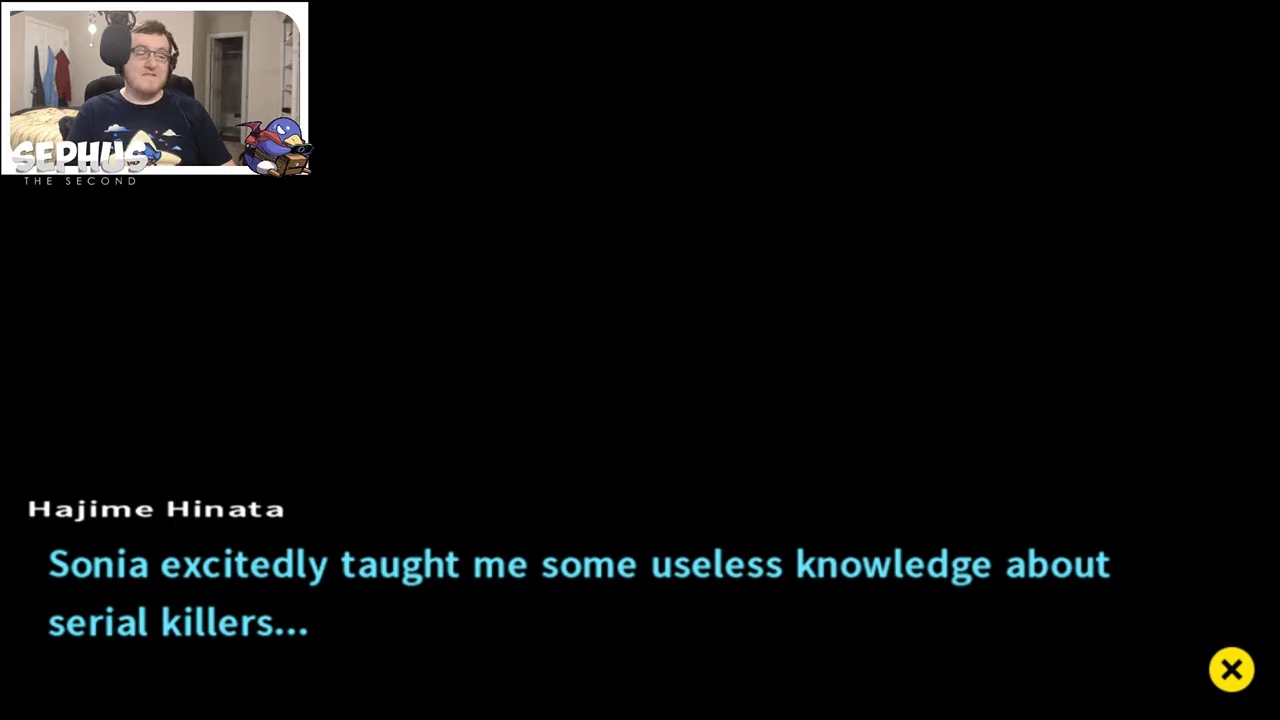 SEPHUS
THE SECOND
Hajime Hinata
Sonia excitedly taught me some useless knowledge about
serial killers...